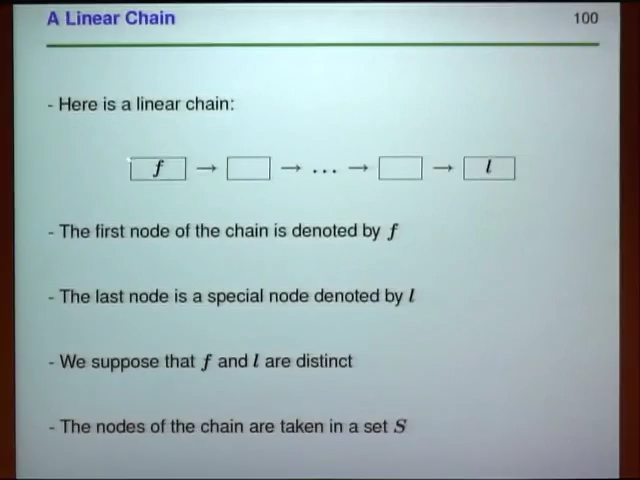 A Linear Chain 100
- Here is a linear chain:
f → → ... → → l
- The first node of the chain is denoted by f
- The last node is a special node denoted by l
- We suppose that f and l are distinct
- The nodes of the chain are taken in a set S